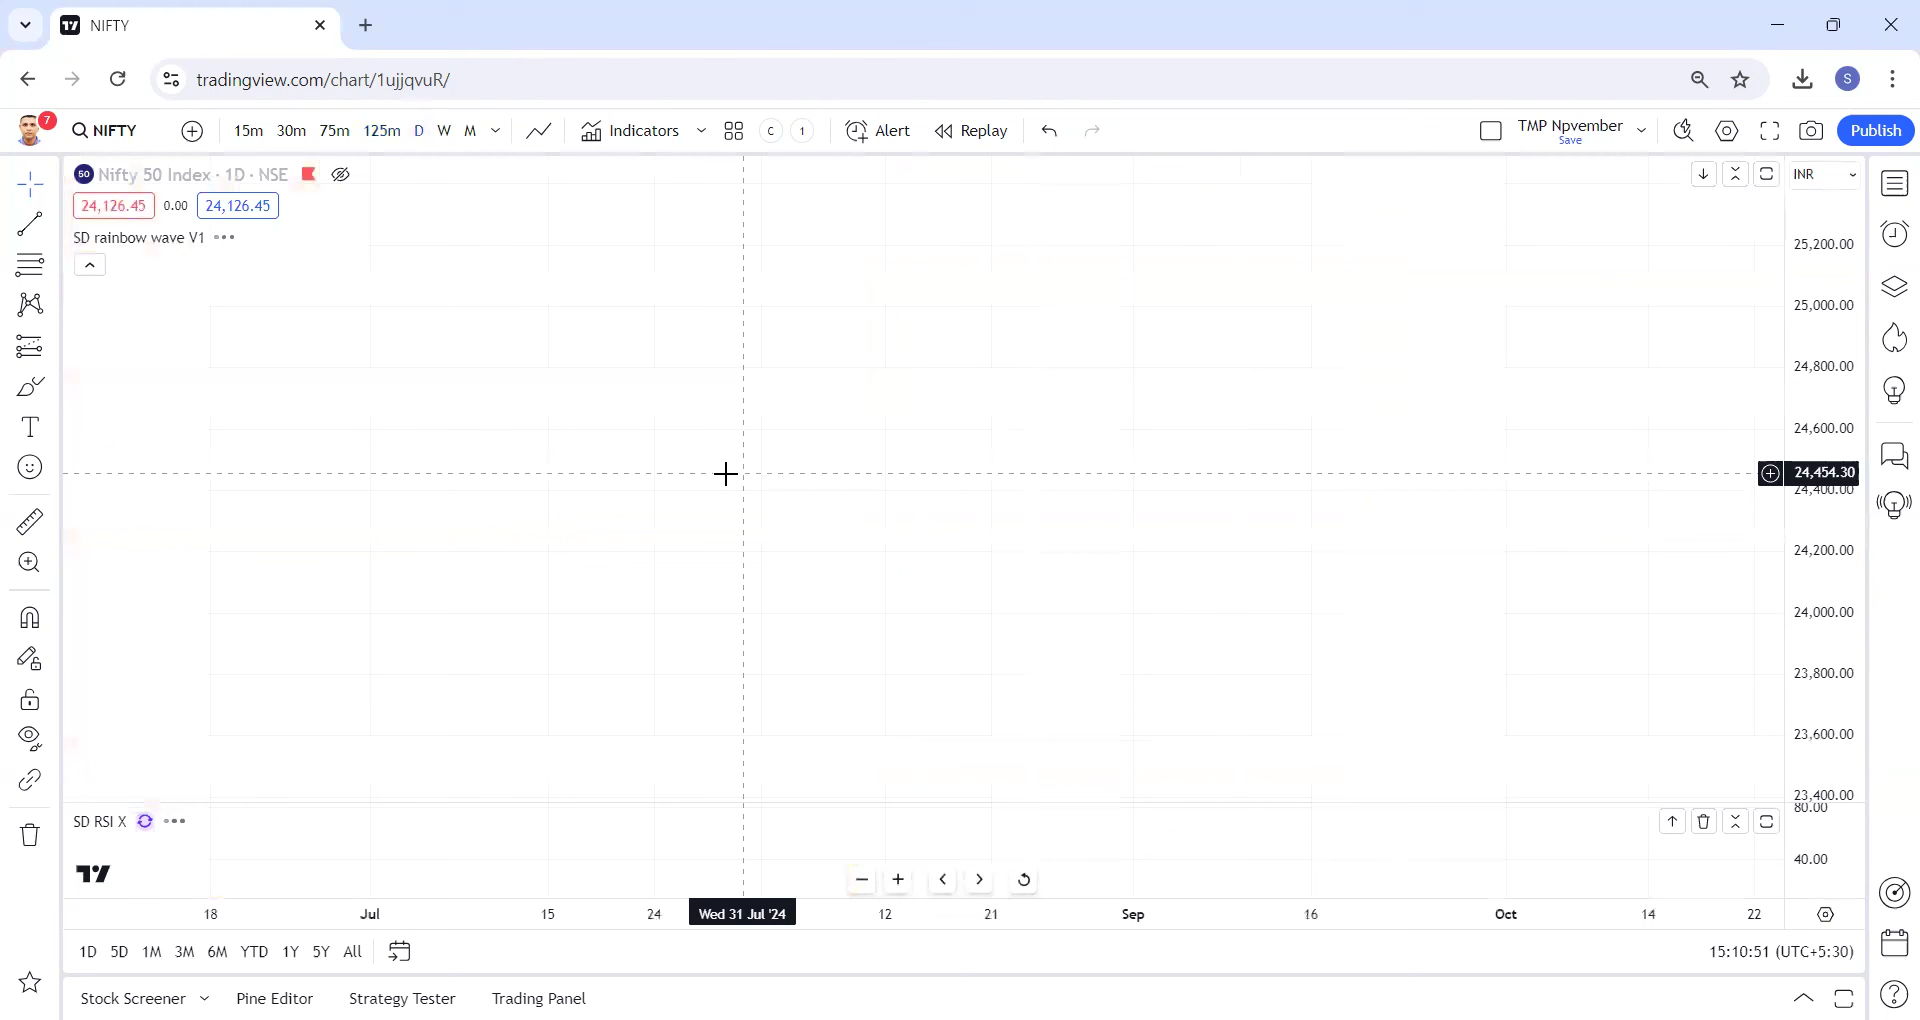 NIFTY
tradingview.com/chart/1ujjqvuR/
S
7
NIFTY
15m 30m 75m 125m D W M
Indicators
C 1
Alert
Replay
TMP Npvember
Save
Publish
50 Nifty 50 Index · 1D · NSE
INR
24,126.45 0.00 24,126.45
SD rainbow wave V1
25,200.00
25,000.00
24,800.00
24,600.00
24,454.30
24,400.00
24,200.00
24,000.00
23,800.00
23,600.00
23,400.00
80.00
SD RSI X
40.00
18 Jul 15 24 Wed 31 Jul '24 12 21 Sep 16 Oct 14 22
1D 5D 1M 3M 6M YTD 1Y 5Y All
15:10:51 (UTC+5:30)
Stock Screener Pine Editor Strategy Tester Trading Panel